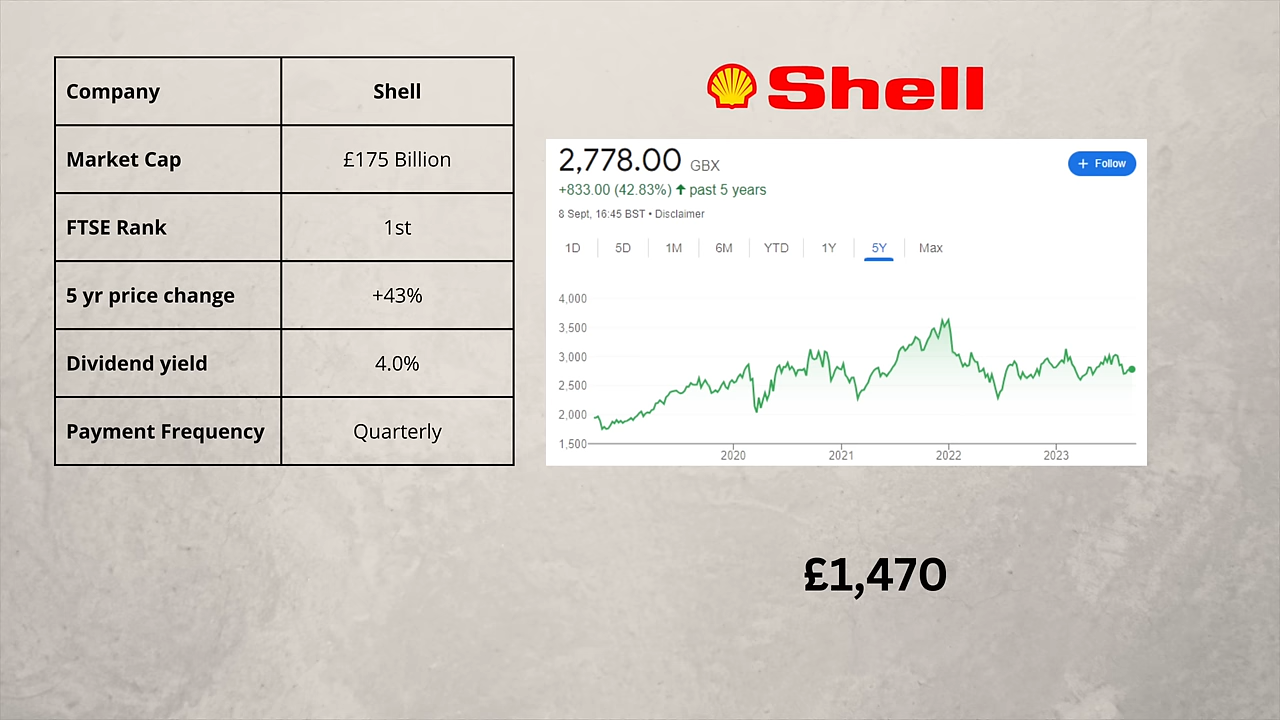 Company Shell
Market Cap £175 Billion
FTSE Rank 1st
5 yr price change +43%
Dividend yield 4.0%
Payment Frequency Quarterly
Shell
2,778.00 GBX
+ Follow
+833.00 (42.83%) ↑ past 5 years
8 Sept, 16:45 BST • Disclaimer
1D 5D 1M 6M YTD 1Y 5Y Max
4,000
3,500
3,000
2,500
2,000
1,500
2020 2021 2022 2023
£1,470